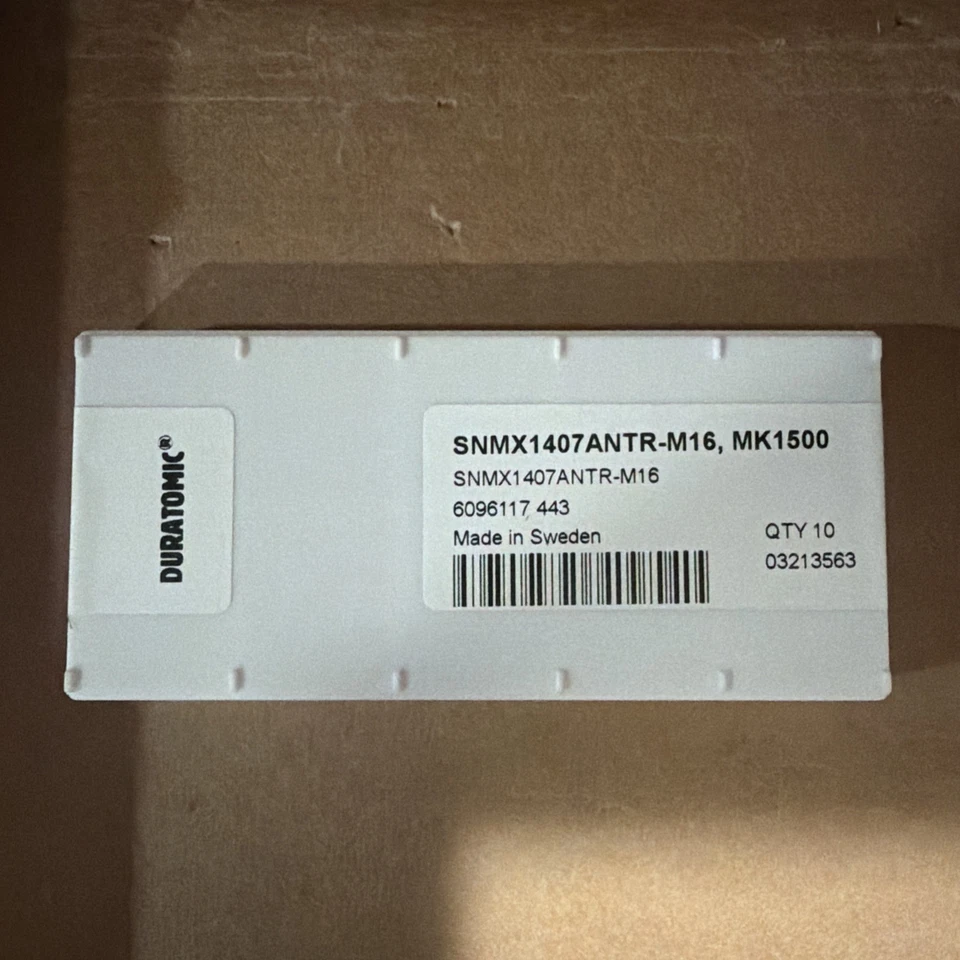 DURATOMIC®
SNMX1407ANTR-M16, MK1500
SNMX1407ANTR-M16
6096117 443
Made in Sweden
QTY 10
03213563